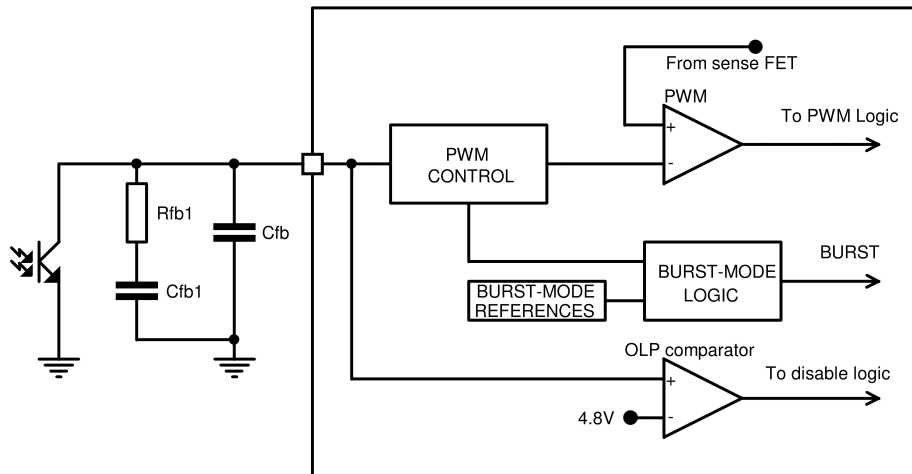 From sense FET
PWM
+
-
To PWM Logic
PWM
CONTROL
Rfb1
Cfb
Cfb1
BURST-MODE
LOGIC
BURST
BURST-MODE
REFERENCES
OLP comparator
+
-
4.8V
To disable logic